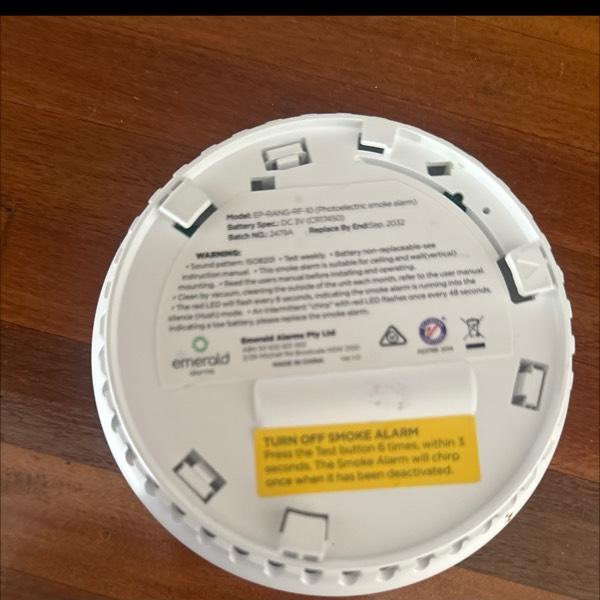 Model: EP-RANG-RF-10 (Photoelectric smoke alarm)
Battery Spec.: DC 3V (CR17450)
Batch NO.: 2479A Replace By End: Sep. 2032
WARNING:
• Sound pattern: ISO8201 • Test weekly • Battery non-replaceable-see
instruction manual. • This smoke alarm is suitable for ceiling and wall(vertical)
mounting. • Read the user manual before installing and operating.
• Clean by vacuum, cleaning the outside of the unit each month, refer to the user manual.
• The red LED will flash every 8 seconds, indicating the smoke alarm is running into the
silence (Hush) mode. • An intermittent "chirp" with red LED flashes once every 48 seconds,
indicating a low battery, please replace the smoke alarm.
emerald
alarms
Emerald Alarms Pty Ltd
MADE IN CHINA
TURN OFF SMOKE ALARM
Press the Test button 6 times, within 3
seconds. The Smoke Alarm will chirp
once when it has been deactivated.